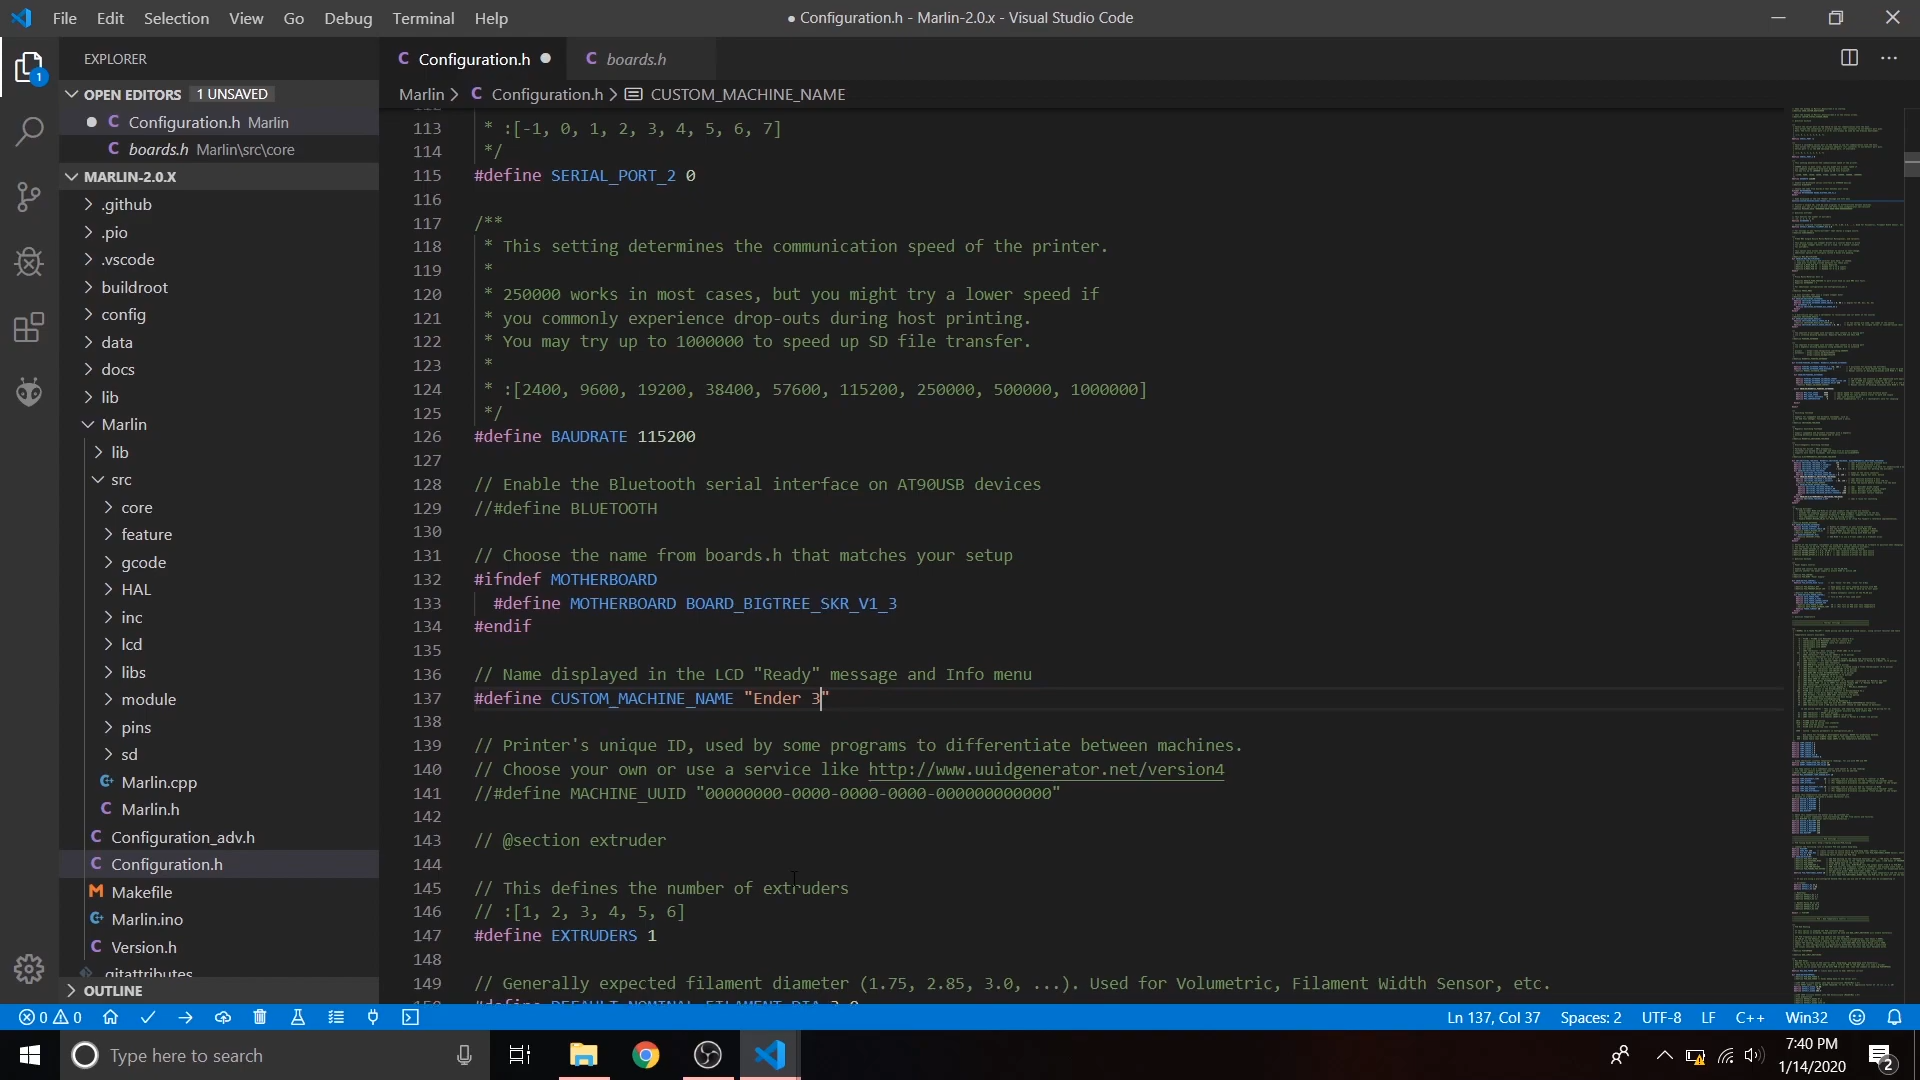 File Edit Selection View Go Debug Terminal Help
● Configuration.h - Marlin-2.0.x - Visual Studio Code
EXPLORER
OPEN EDITORS 1 UNSAVED
Configuration.h Marlin
boards.h Marlin\src\core
MARLIN-2.0.X
.github
.pio
.vscode
buildroot
config
data
docs
lib
Marlin
lib
src
core
feature
gcode
HAL
inc
lcd
libs
module
pins
sd
Marlin.cpp
Marlin.h
Configuration_adv.h
Configuration.h
Makefile
Marlin.ino
Version.h
.gitattributes
OUTLINE
Configuration.h
boards.h
Marlin > Configuration.h > CUSTOM_MACHINE_NAME
113 * :[-1, 0, 1, 2, 3, 4, 5, 6, 7]
114 */
115 #define SERIAL_PORT_2 0
116
117 /**
118 * This setting determines the communication speed of the printer.
119 *
120 * 250000 works in most cases, but you might try a lower speed if
121 * you commonly experience drop-outs during host printing.
122 * You may try up to 1000000 to speed up SD file transfer.
123 *
124 * :[2400, 9600, 19200, 38400, 57600, 115200, 250000, 500000, 1000000]
125 */
126 #define BAUDRATE 115200
127
128 // Enable the Bluetooth serial interface on AT90USB devices
129 //#define BLUETOOTH
130
131 // Choose the name from boards.h that matches your setup
132 #ifndef MOTHERBOARD
133 #define MOTHERBOARD BOARD_BIGTREE_SKR_V1_3
134 #endif
135
136 // Name displayed in the LCD "Ready" message and Info menu
137 #define CUSTOM_MACHINE_NAME "Ender 3"
138
139 // Printer's unique ID, used by some programs to differentiate between machines.
140 // Choose your own or use a service like http://www.uuidgenerator.net/version4
141 //#define MACHINE_UUID "00000000-0000-0000-0000-000000000000"
142
143 // @section extruder
144
145 // This defines the number of extruders
146 // :[1, 2, 3, 4, 5, 6]
147 #define EXTRUDERS 1
148
149 // Generally expected filament diameter (1.75, 2.85, 3.0, ...). Used for Volumetric, Filament Width Sensor, etc.
150 #define DEFAULT_NOMINAL_FILAMENT_DIA 3.0
0 0
Ln 137, Col 37 Spaces: 2 UTF-8 LF C++ Win32
Type here to search
7:40 PM
1/14/2020
2
1